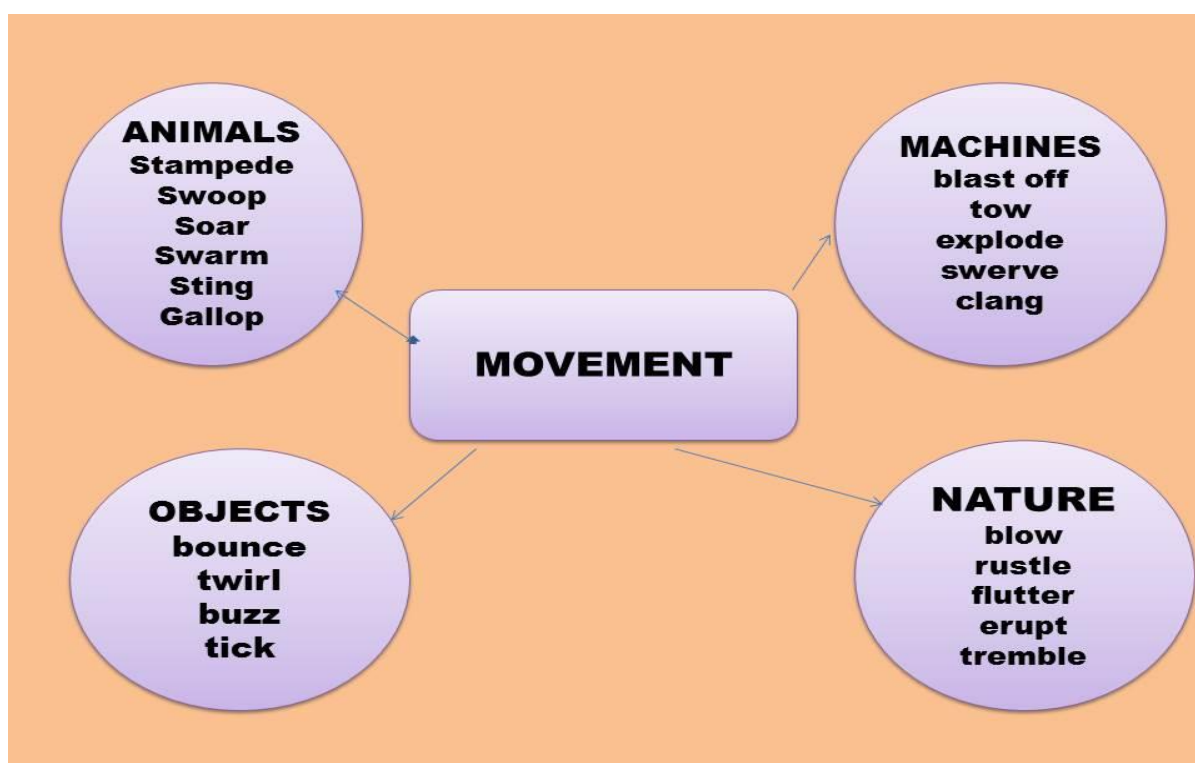 ANIMALS
Stampede
Swoop
Soar
Swarm
Sting
Gallop
MACHINES
blast off
tow
explode
swerve
clang
MOVEMENT
OBJECTS
bounce
twirl
buzz
tick
NATURE
blow
rustle
flutter
erupt
tremble